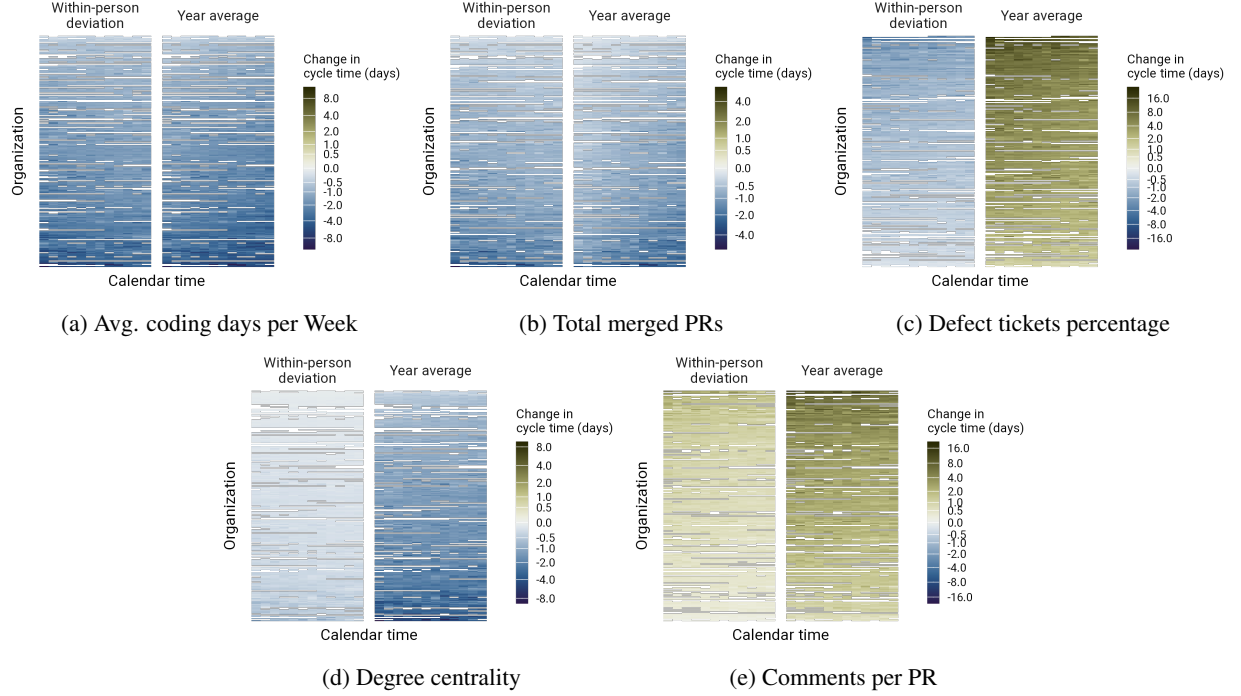 Within-person
deviation
Year average
Change in
cycle time (days)
8.0
4.0
2.0
1.0
0.5
0.0
-0.5
-1.0
-2.0
-4.0
-8.0
Organization
Calendar time
(a) Avg. coding days per Week
Within-person
deviation
Year average
Change in
cycle time (days)
4.0
2.0
1.0
0.5
0.0
-0.5
-1.0
-2.0
-4.0
Organization
Calendar time
(b) Total merged PRs
Within-person
deviation
Year average
Change in
cycle time (days)
16.0
8.0
4.0
2.0
1.0
0.5
0.0
-0.5
-1.0
-2.0
-4.0
-8.0
-16.0
Organization
Calendar time
(c) Defect tickets percentage
Within-person
deviation
Year average
Change in
cycle time (days)
8.0
4.0
2.0
1.0
0.5
0.0
-0.5
-1.0
-2.0
-4.0
-8.0
Organization
Calendar time
(d) Degree centrality
Within-person
deviation
Year average
Change in
cycle time (days)
16.0
8.0
4.0
2.0
1.0
0.5
0.0
-0.5
-1.0
-2.0
-4.0
-8.0
-16.0
Organization
Calendar time
(e) Comments per PR